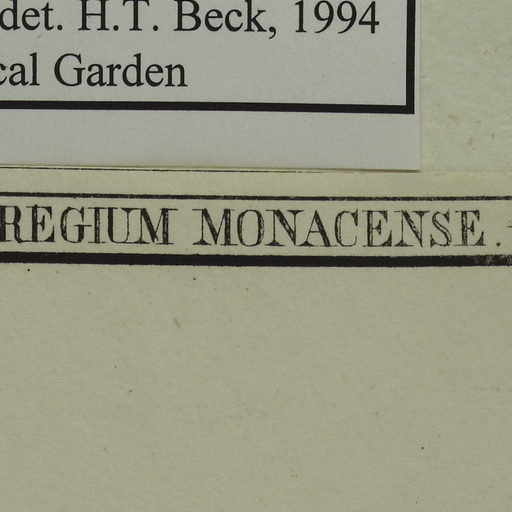 det. H.T. Beck, 1994
cal Garden
REGIUM MONACENSE.